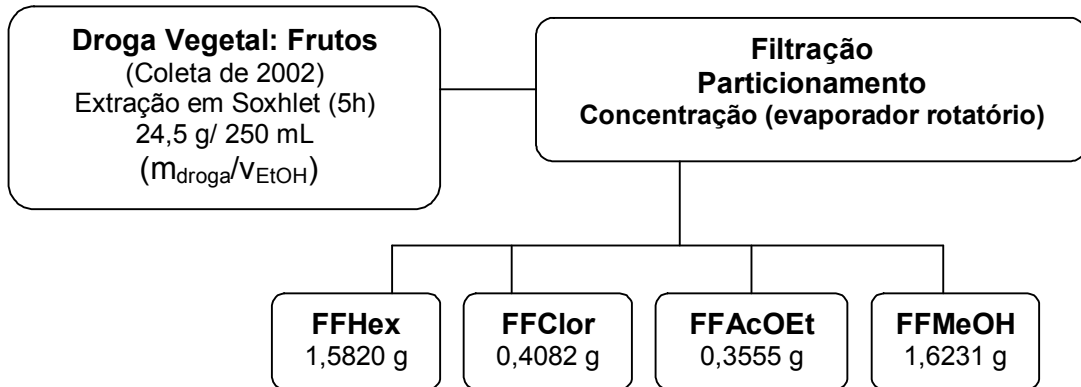 Droga Vegetal: Frutos
(Coleta de 2002)
Extração em Soxhlet (5h)
24,5 g/ 250 mL
(mdroga/vEtOH)
Filtração
Particionamento
Concentração (evaporador rotatório)
FFHex
1,5820 g
FFClor
0,4082 g
FFAcOEt
0,3555 g
FFMeOH
1,6231 g